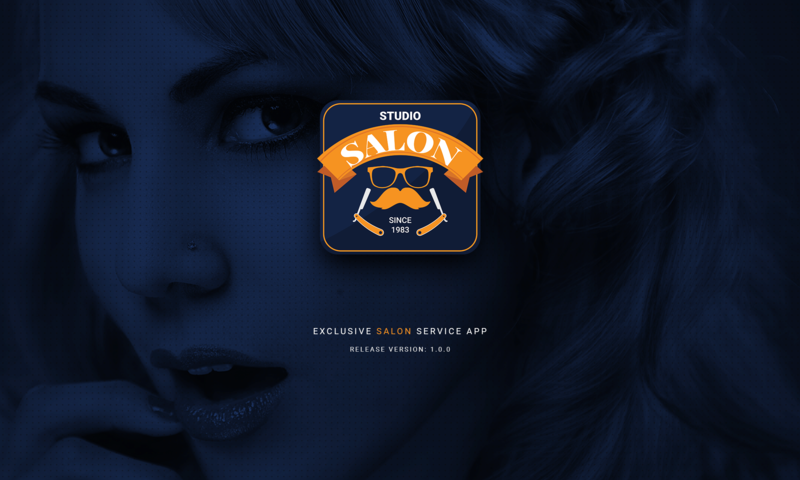 STUDIO
SALON
SINCE
1983
EXCLUSIVE SALON SERVICE APP
RELEASE VERSION: 1.0.0